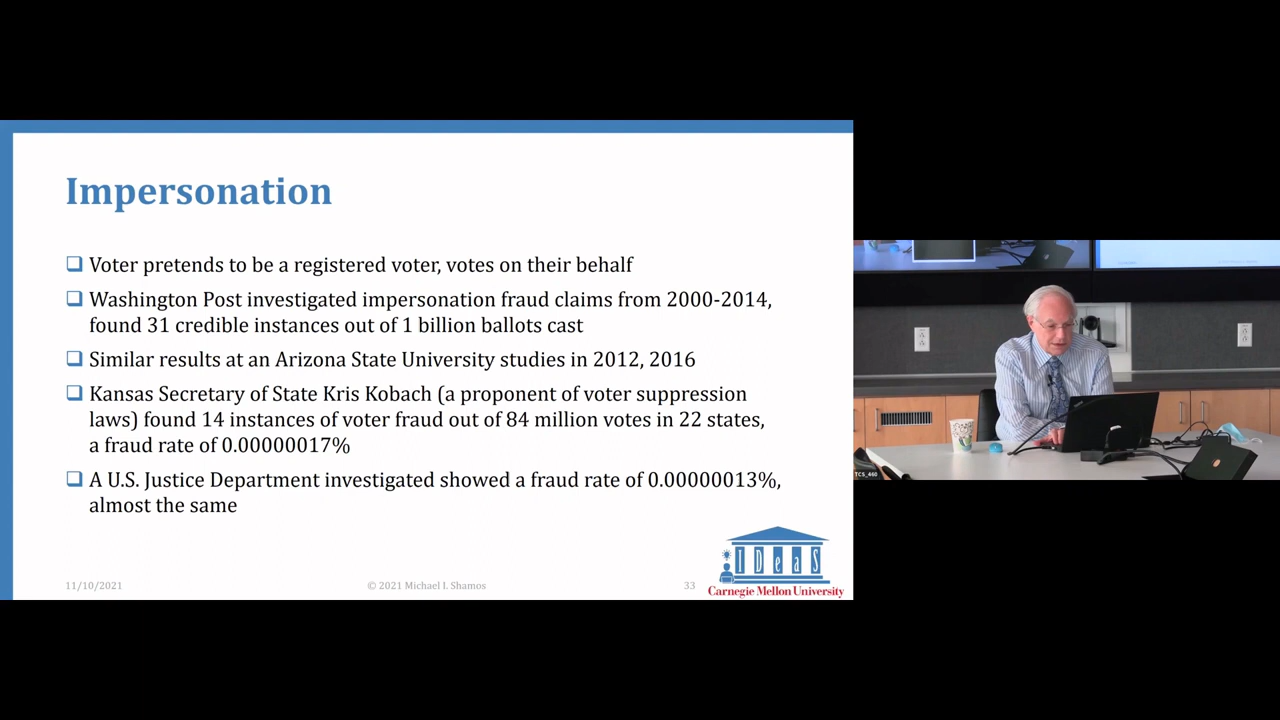 Impersonation
Voter pretends to be a registered voter, votes on their behalf
Washington Post investigated impersonation fraud claims from 2000-2014,
found 31 credible instances out of 1 billion ballots cast
Similar results at an Arizona State University studies in 2012, 2016
Kansas Secretary of State Kris Kobach (a proponent of voter suppression
laws) found 14 instances of voter fraud out of 84 million votes in 22 states,
a fraud rate of 0.00000017%
A U.S. Justice Department investigated showed a fraud rate of 0.00000013%,
almost the same
IDeaS
Carnegie Mellon University
11/10/2021
© 2021 Michael I. Shamos
33
TCS_460